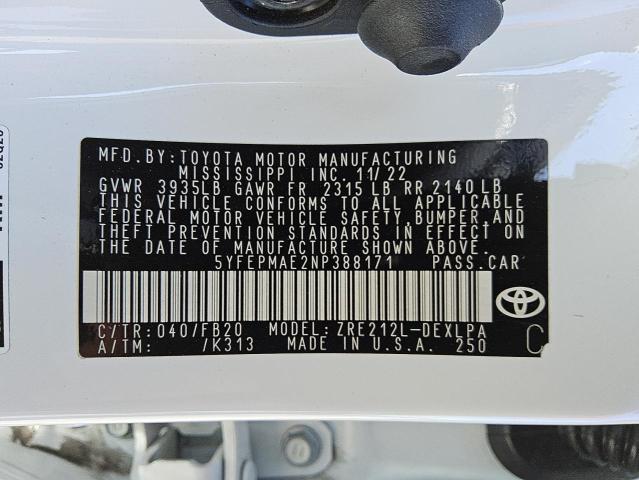 MFD.BY:TOYOTA MOTOR MANUFACTURING
MISSISSIPPI INC. 11/22
GVWR 3935LB GAWR FR 2315 LB RR 2140 LB
THIS VEHICLE CONFORMS TO ALL APPLICABLE
FEDERAL MOTOR VEHICLE SAFETY, BUMPER, AND
THEFT PREVENTION STANDARDS IN EFFECT ON
THE DATE OF MANUFACTURE SHOWN ABOVE.
5YFEPMAE2NP388171 PASS.CAR
C/TR: 040/FB20 MODEL: ZRE212L-DEXLPA
A/TM: /K313 MADE IN U.S.A. 250
C